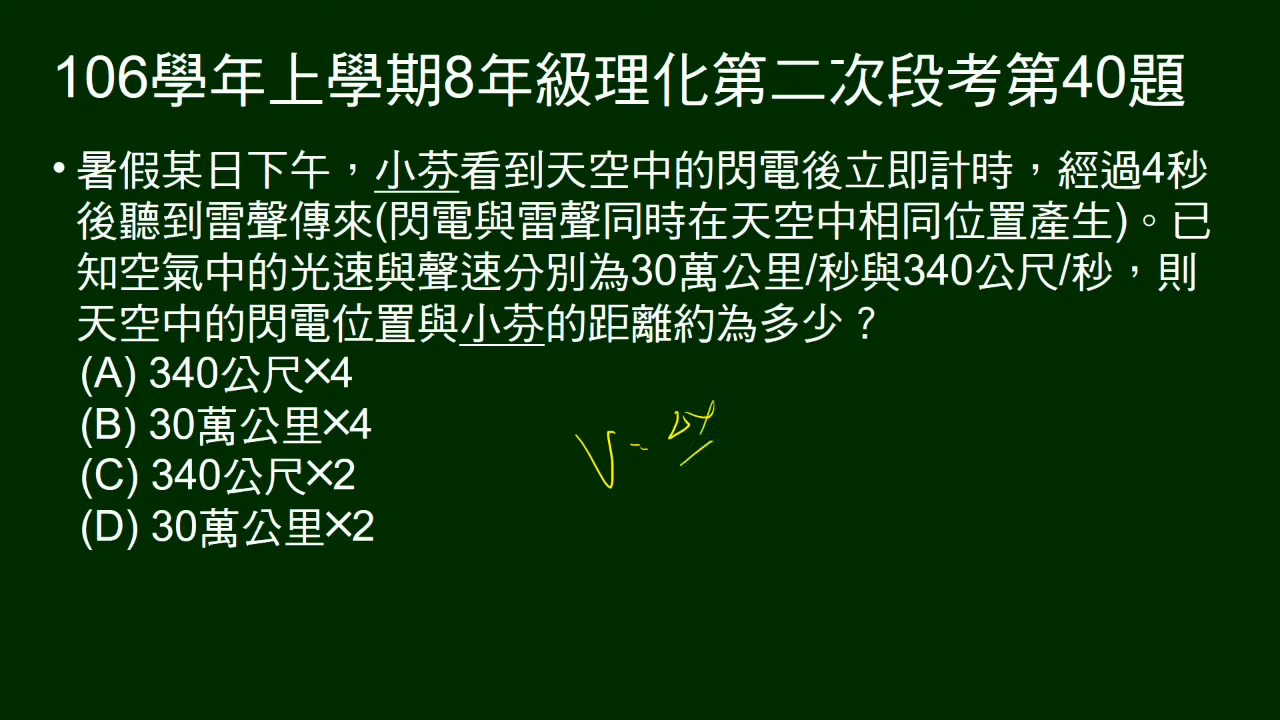 106學年上學期8年級理化第二次段考第40題
• 暑假某日下午，小芬看到天空中的閃電後立即計時，經過4秒
後聽到雷聲傳來(閃電與雷聲同時在天空中相同位置產生)。已
知空氣中的光速與聲速分別為30萬公里/秒與340公尺/秒，則
天空中的閃電位置與小芬的距離約為多少？
(A) 340公尺×4
(B) 30萬公里×4
(C) 340公尺×2
(D) 30萬公里×2
V=